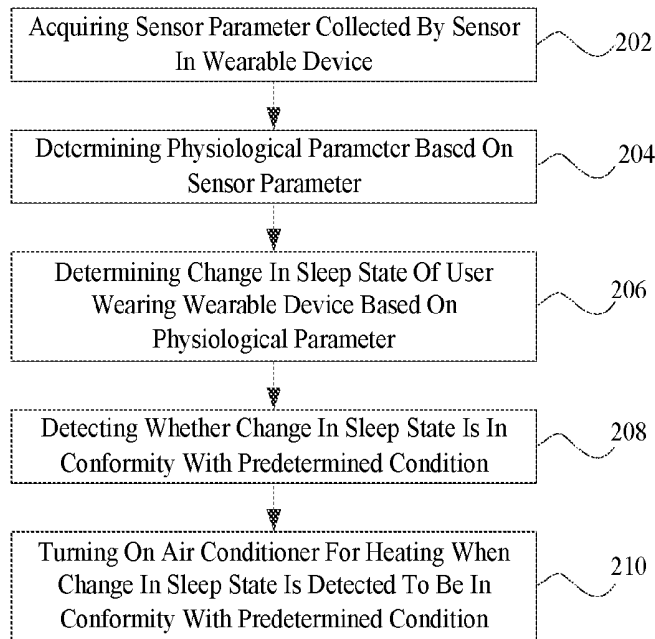 Acquiring Sensor Parameter Collected By Sensor
In Wearable Device
202
Determining Physiological Parameter Based On
Sensor Parameter
204
Determining Change In Sleep State Of User
Wearing Wearable Device Based On
Physiological Parameter
206
Detecting Whether Change In Sleep State Is In
Conformity With Predetermined Condition
208
Turning On Air Conditioner For Heating When
Change In Sleep State Is Detected To Be In
Conformity With Predetermined Condition
210